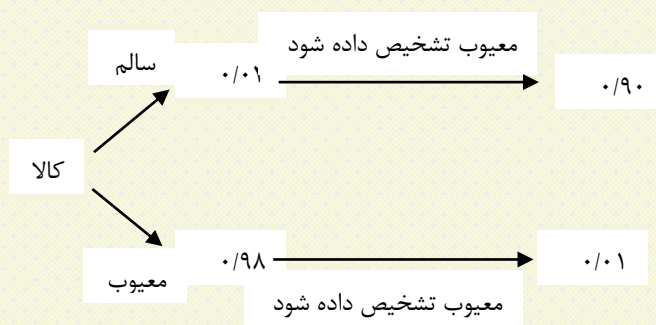 معیوب تشخیص داده شود
سالم
۰/۰۱
۰/۹۰
کالا
۰/۹۸
۰/۰۱
معیوب
معیوب تشخیص داده شود